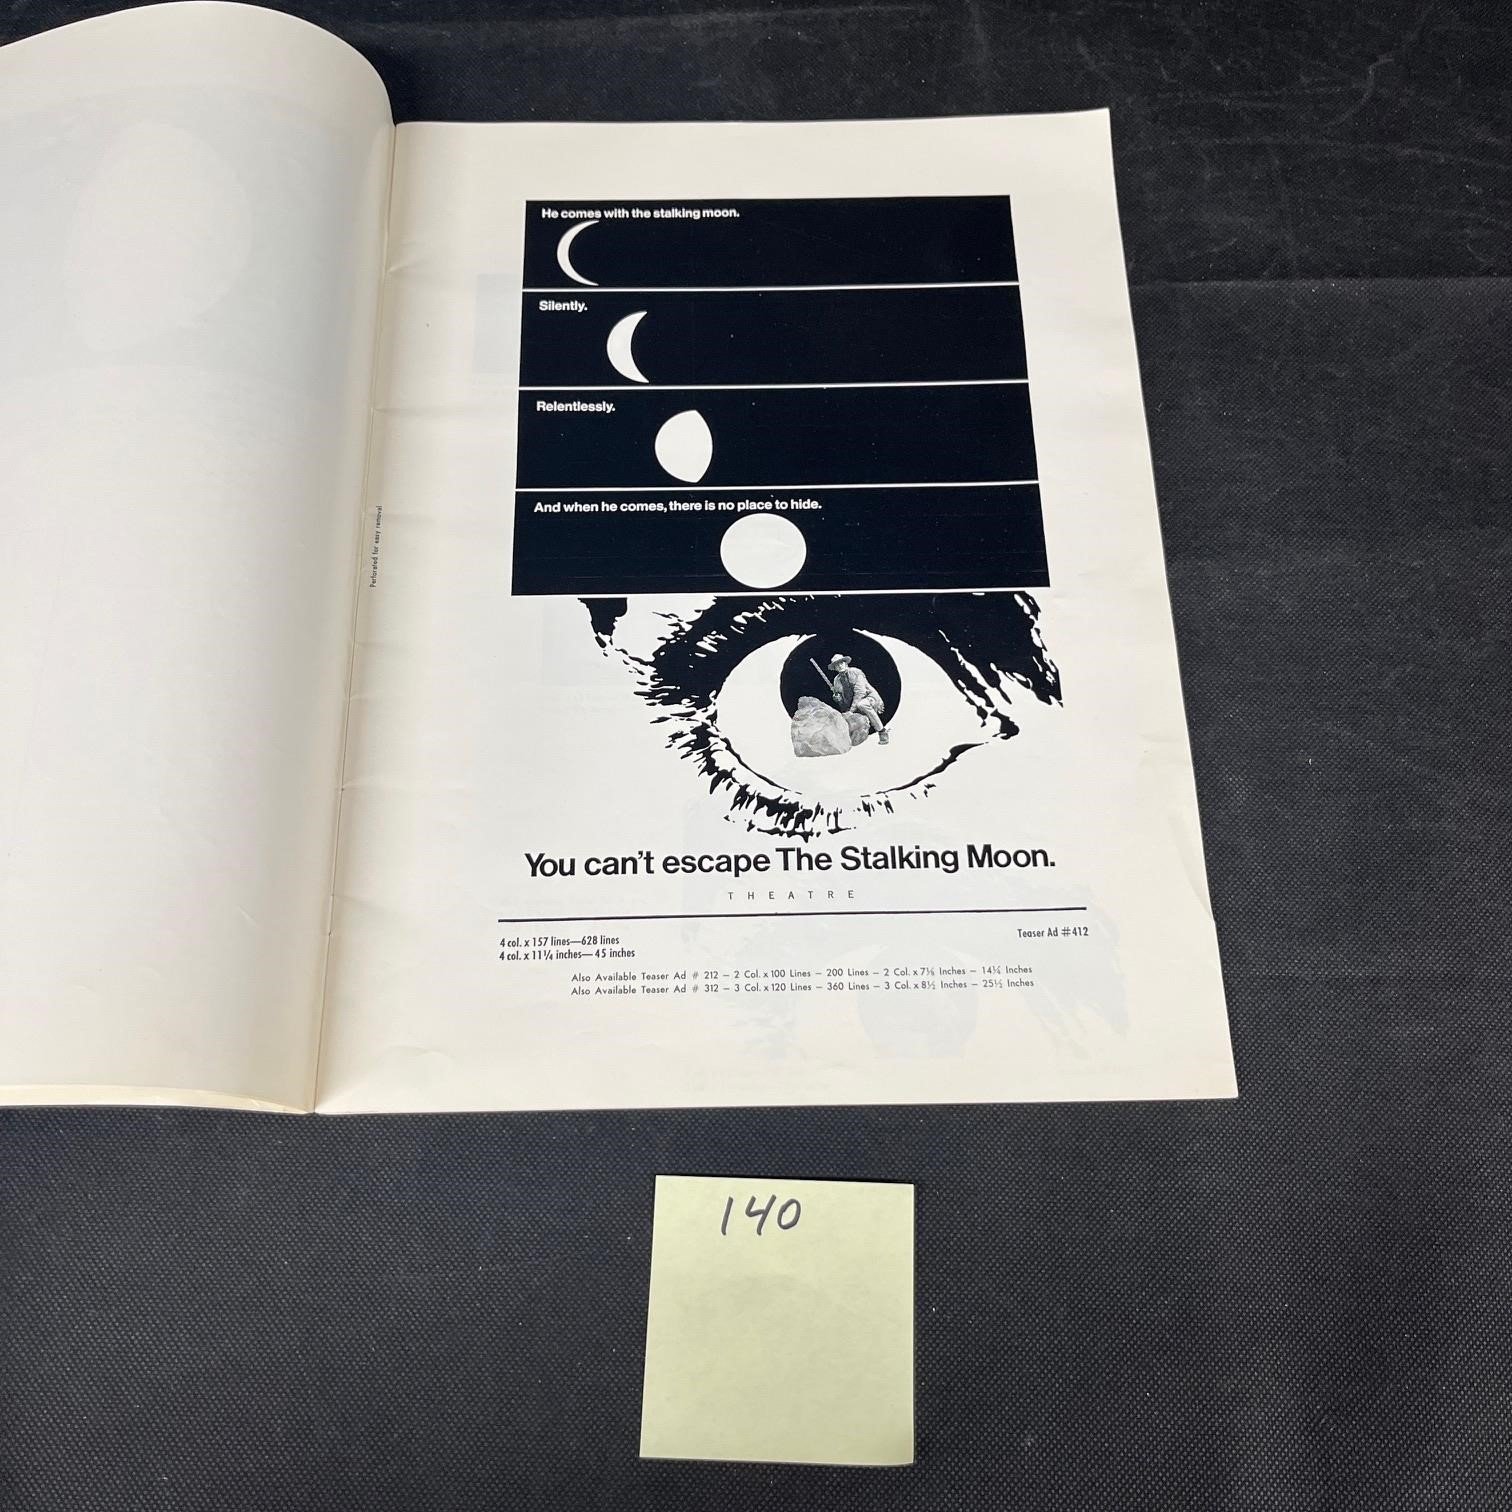 He comes with the stalking moon.
Silently.
Relentlessly.
And when he comes, there is no place to hide.
You can't escape The Stalking Moon.
THEATRE
4 col. x 157 lines—628 lines
4 col. x 11¼ inches—45 inches
Teaser Ad #412
Also Available Teaser Ad # 212 — 2 Col. x 100 Lines — 200 Lines — 2 Col. x 7⅛ Inches — 14¼ Inches
Also Available Teaser Ad # 312 — 3 Col. x 120 Lines — 360 Lines — 3 Col. x 8½ Inches — 25½ Inches
Perforated for easy removal
140